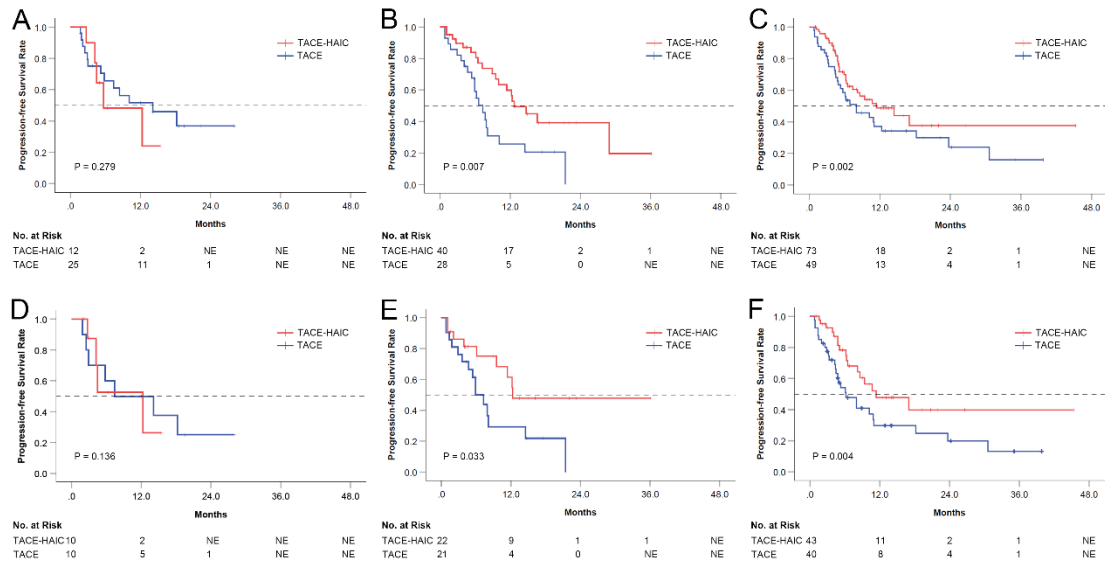 A
Progression-free Survival Rate
1.0
0.8
0.6
0.4
0.2
0.0
TACE-HAIC
TACE
P = 0.279
.0 12.0 24.0 36.0 48.0
Months
No. at Risk
TACE-HAIC 12 2 NE NE NE
TACE 25 11 1 NE NE
B
Progression-free Survival Rate
1.0
0.8
0.6
0.4
0.2
0.0
TACE-HAIC
TACE
P = 0.007
.0 12.0 24.0 36.0 48.0
Months
No. at Risk
TACE-HAIC 40 17 2 1 NE
TACE 28 5 0 NE NE
C
Progression-free Survival Rate
1.0
0.8
0.6
0.4
0.2
0.0
TACE-HAIC
TACE
P = 0.002
.0 12.0 24.0 36.0 48.0
Months
No. at Risk
TACE-HAIC 73 18 2 1 NE
TACE 49 13 4 1 NE
D
Progression-free Survival Rate
1.0
0.8
0.6
0.4
0.2
0.0
TACE-HAIC
TACE
P = 0.136
.0 12.0 24.0 36.0 48.0
Months
No. at Risk
TACE-HAIC 10 2 NE NE NE
TACE 10 5 1 NE NE
E
Progression-free Survival Rate
1.0
0.8
0.6
0.4
0.2
0.0
TACE-HAIC
TACE
P = 0.033
.0 12.0 24.0 36.0 48.0
Months
No. at Risk
TACE-HAIC 22 9 1 1 NE
TACE 21 4 0 NE NE
F
Progression-free Survival Rate
1.0
0.8
0.6
0.4
0.2
0.0
TACE-HAIC
TACE
P = 0.004
.0 12.0 24.0 36.0 48.0
Months
No. at Risk
TACE-HAIC 43 11 2 1 NE
TACE 40 8 4 1 NE